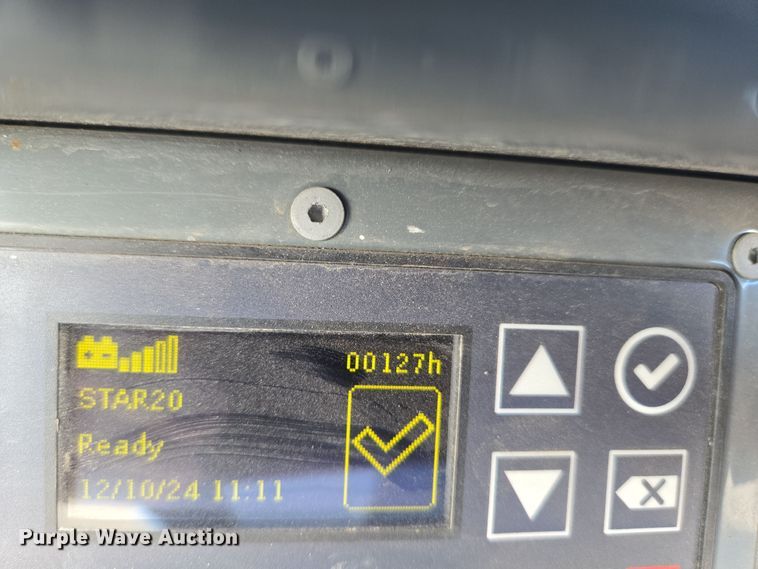 00127h
STAR20
Ready
12/10/24 11:11
Purple Wave Auction